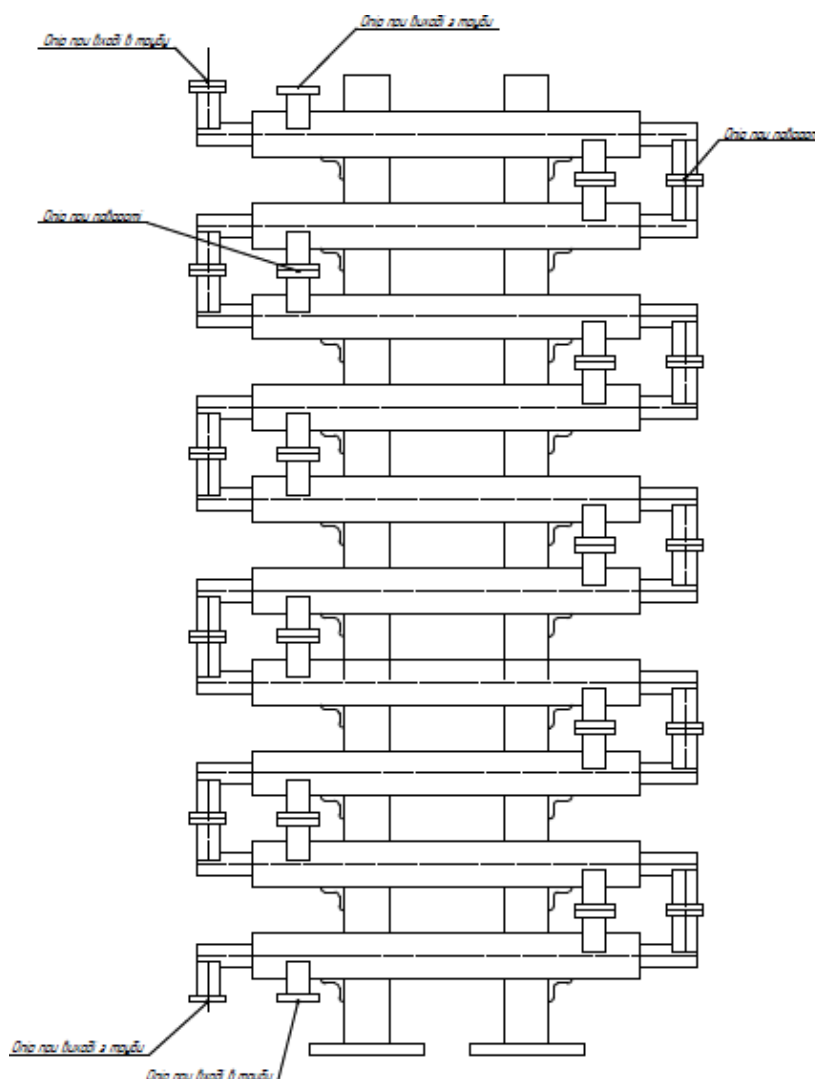 Опір при виході з труби
Опір при вході в трубу
Опір при поворот
Опір при повороті
Опір при виході з труби
Опір при вході в трубу